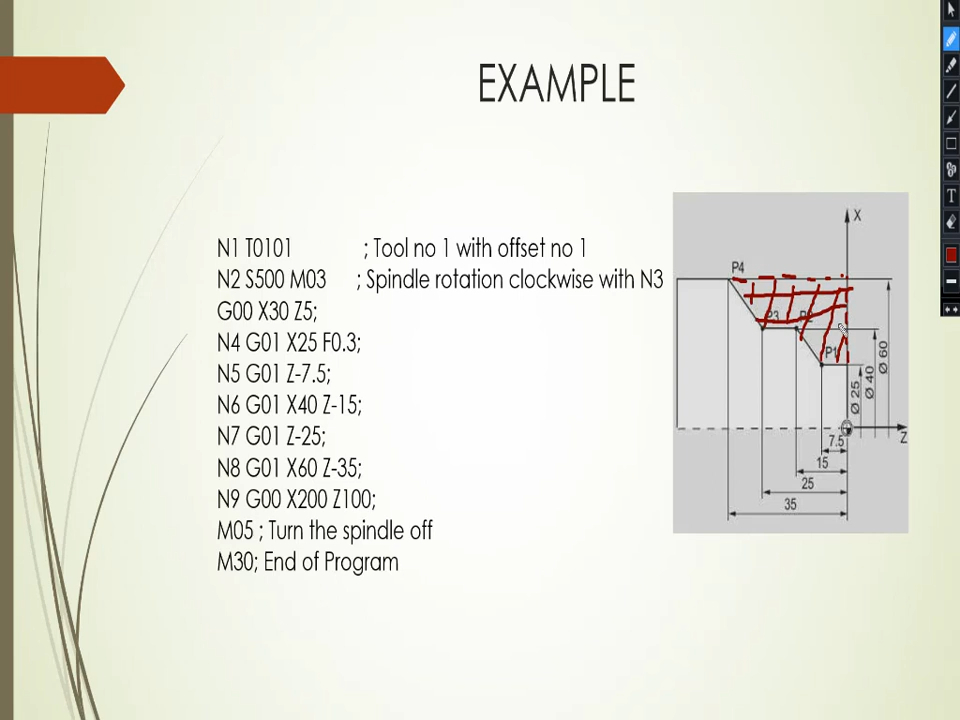 EXAMPLE
N1 T0101 ; Tool no 1 with offset no 1
N2 S500 M03 ; Spindle rotation clockwise with N3
G00 X30 Z5;
N4 G01 X25 F0.3;
N5 G01 Z-7.5;
N6 G01 X40 Z-15;
N7 G01 Z-25;
N8 G01 X60 Z-35;
N9 G00 X200 Z100;
M05 ; Turn the spindle off
M30; End of Program
X
P4
P3
P2
P1
Ø 25
Ø 40
Ø 60
Z
7.5
15
25
35
T